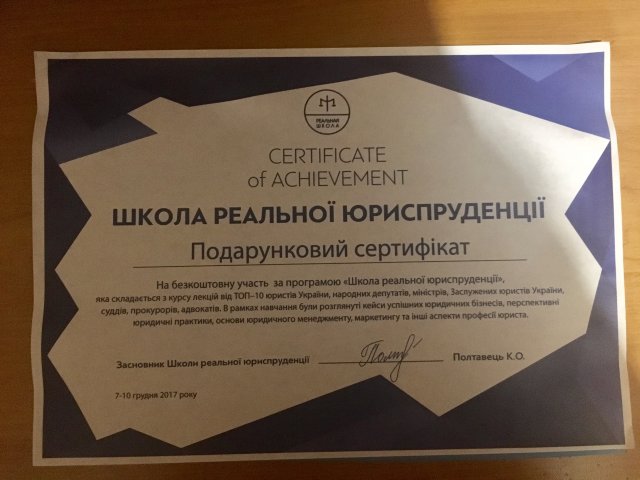 РЕАЛЬНАЯ
ШКОЛА
CERTIFICATE
of ACHIEVEMENT
ШКОЛА РЕАЛЬНОЇ ЮРИСПРУДЕНЦІЇ
Подарунковий сертифікат
На безкоштовну участь за програмою «Школа реальної юриспруденції»,
яка складається з курсу лекцій від ТОП–10 юристів України, народних депутатів, міністрів, Заслужених юристів України,
суддів, прокурорів, адвокатів. В рамках навчання були розглянуті кейси успішних юридичних бізнесів, перспективні
юридичні практики, основи юридичного менеджменту, маркетингу та інші аспекти професії юриста.
Засновник Школи реальної юриспруденції Полтавець К.О.
7-10 грудня 2017 року